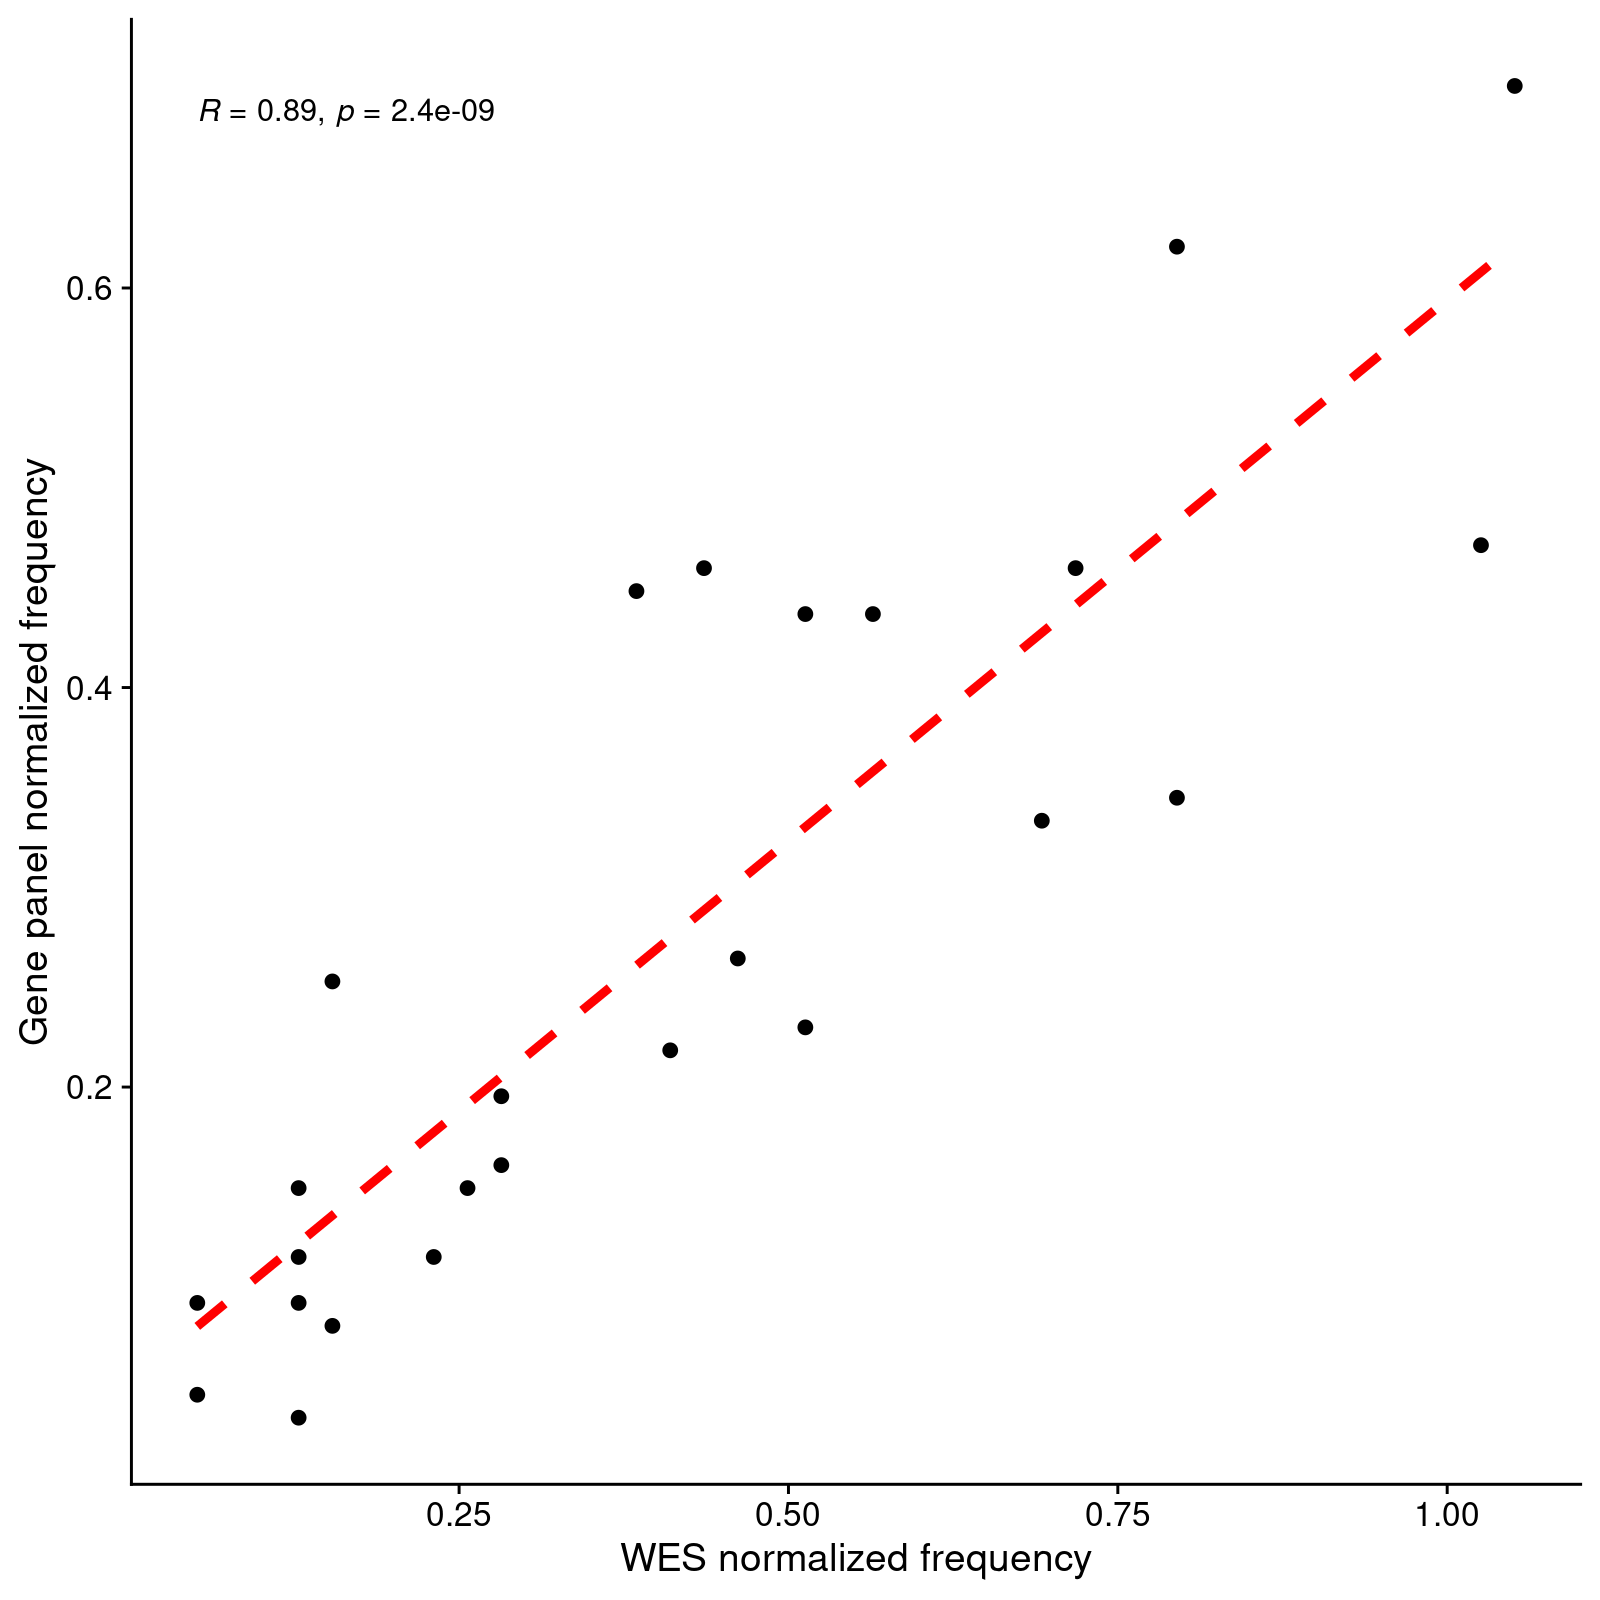 R = 0.89, p = 2.4e-09
Gene panel normalized frequency
0.6
0.4
0.2
0.25 0.50 0.75 1.00
WES normalized frequency